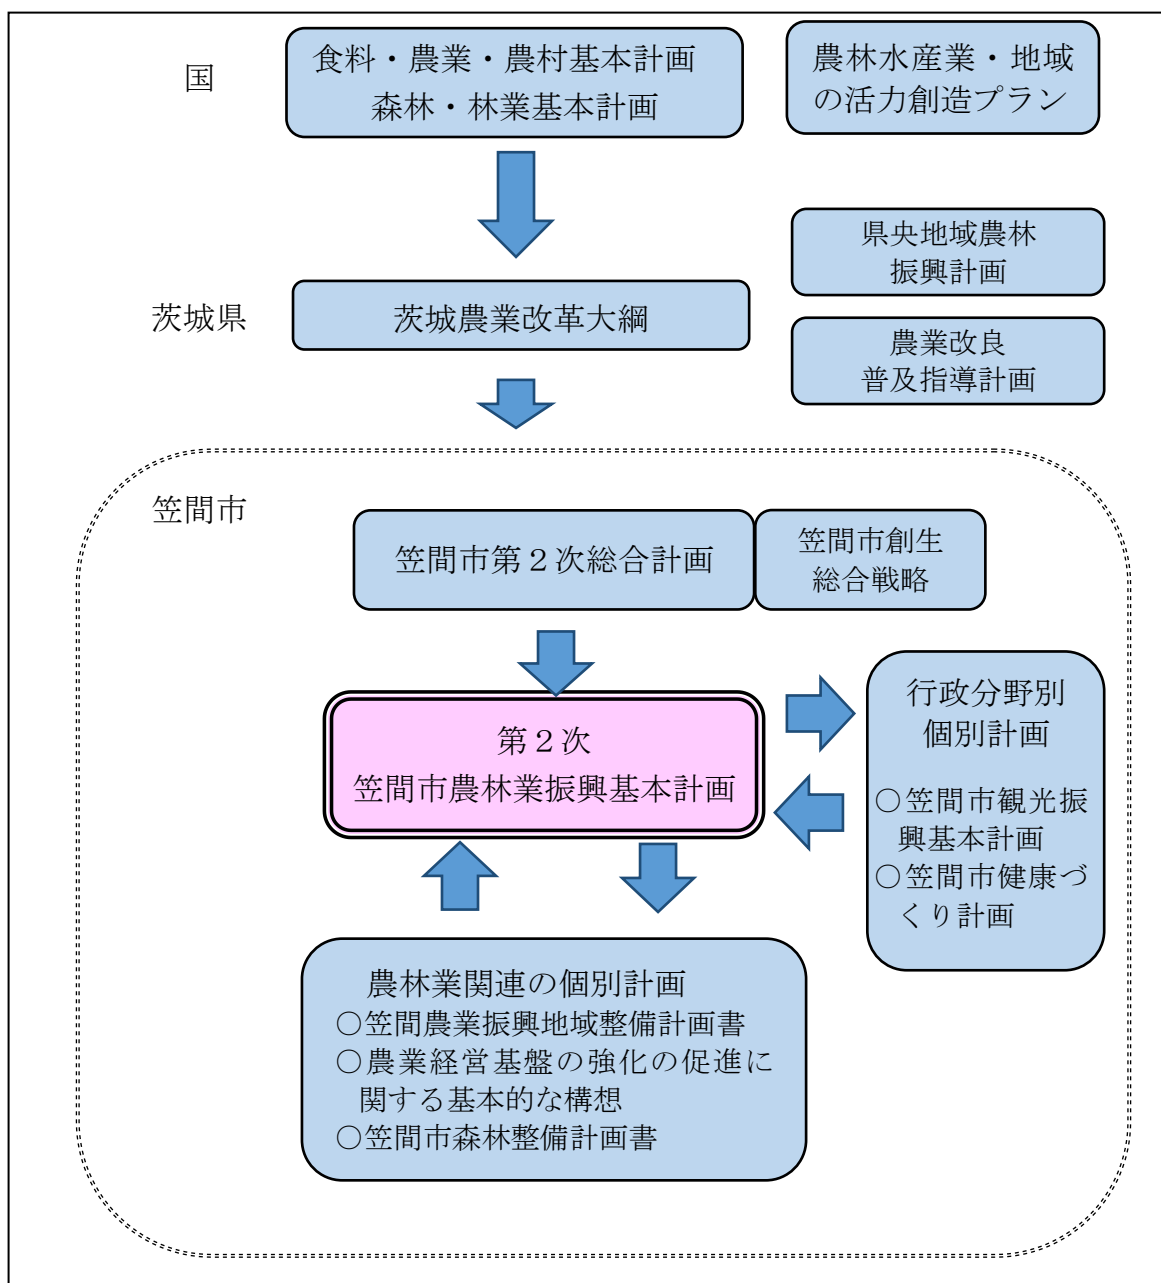 国
食料・農業・農村基本計画
森林・林業基本計画
農林水産業・地域
の活力創造プラン
茨城県
茨城農業改革大綱
県央地域農林
振興計画
農業改良
普及指導計画
笠間市
笠間市第２次総合計画
笠間市創生
総合戦略
第２次
笠間市農林業振興基本計画
行政分野別
個別計画
○笠間市観光振
興基本計画
○笠間市健康づ
くり計画
農林業関連の個別計画
○笠間農業振興地域整備計画書
○農業経営基盤の強化の促進に
関する基本的な構想
○笠間市森林整備計画書